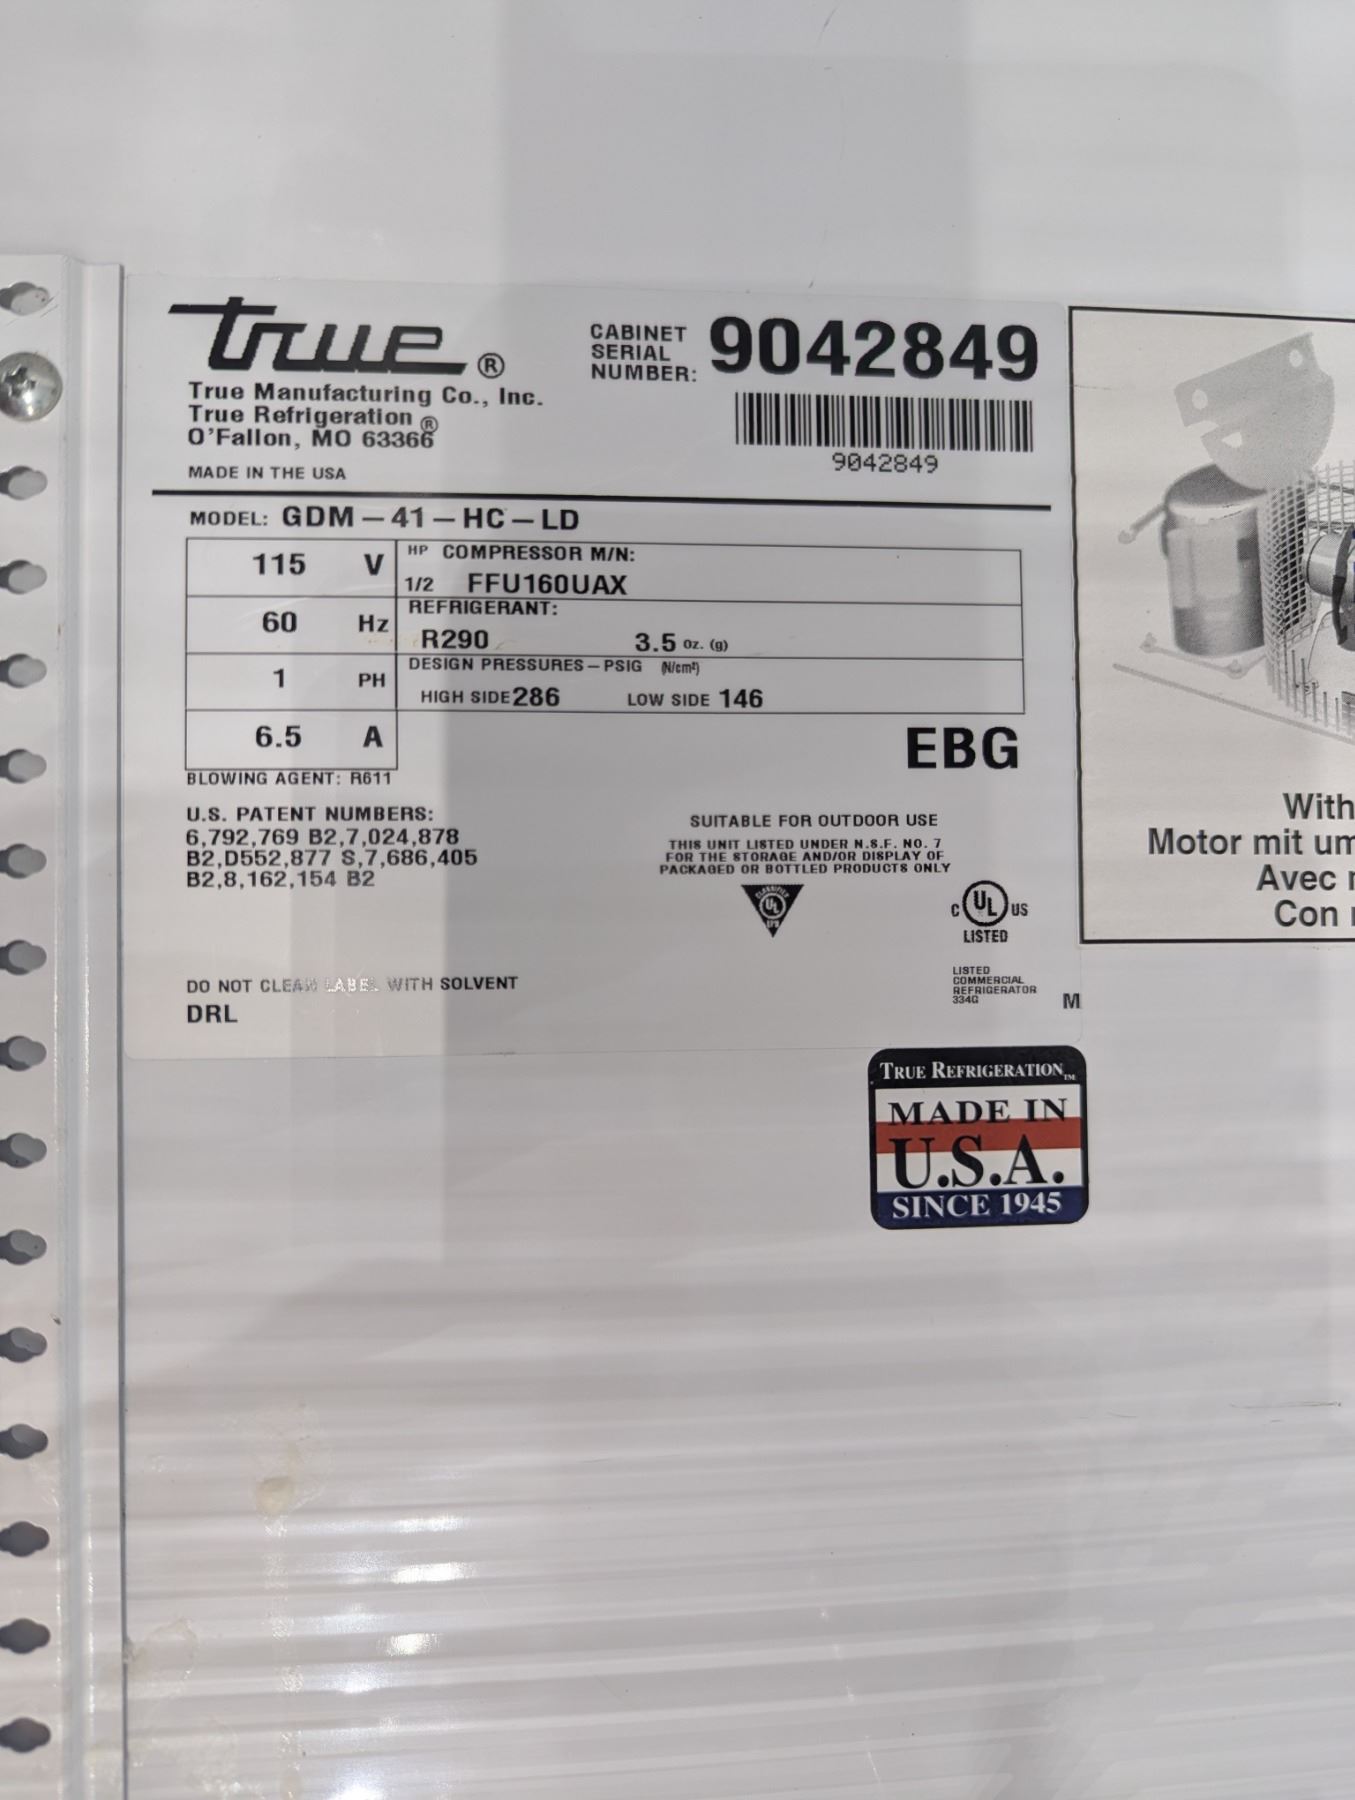 true®
True Manufacturing Co., Inc.
True Refrigeration®
O'Fallon, MO 63366
MADE IN THE USA
CABINET
SERIAL
NUMBER: 9042849
9042849
MODEL: GDM-41-HC-LD
115 V
60 Hz
1 PH
6.5 A
HP COMPRESSOR M/N:
1/2 FFU160UAX
REFRIGERANT:
R290 3.5 oz. (g)
DESIGN PRESSURES-PSIG (N/cm²)
HIGH SIDE 286 LOW SIDE 146
EBG
BLOWING AGENT: R611
U.S. PATENT NUMBERS:
6,792,769 B2,7,024,878
B2,D552,877 S,7,686,405
B2,8,162,154 B2
SUITABLE FOR OUTDOOR USE
THIS UNIT LISTED UNDER N.S.F. NO. 7
FOR THE STORAGE AND/OR DISPLAY OF
PACKAGED OR BOTTLED PRODUCTS ONLY
CLASSIFIED
UL
EPH
C UL US
LISTED
LISTED
COMMERCIAL
REFRIGERATOR
334G
M
DO NOT CLEAN LABEL WITH SOLVENT
DRL
TRUE REFRIGERATION™
MADE IN
U.S.A.
SINCE 1945
With
Motor mit um
Avec
Con